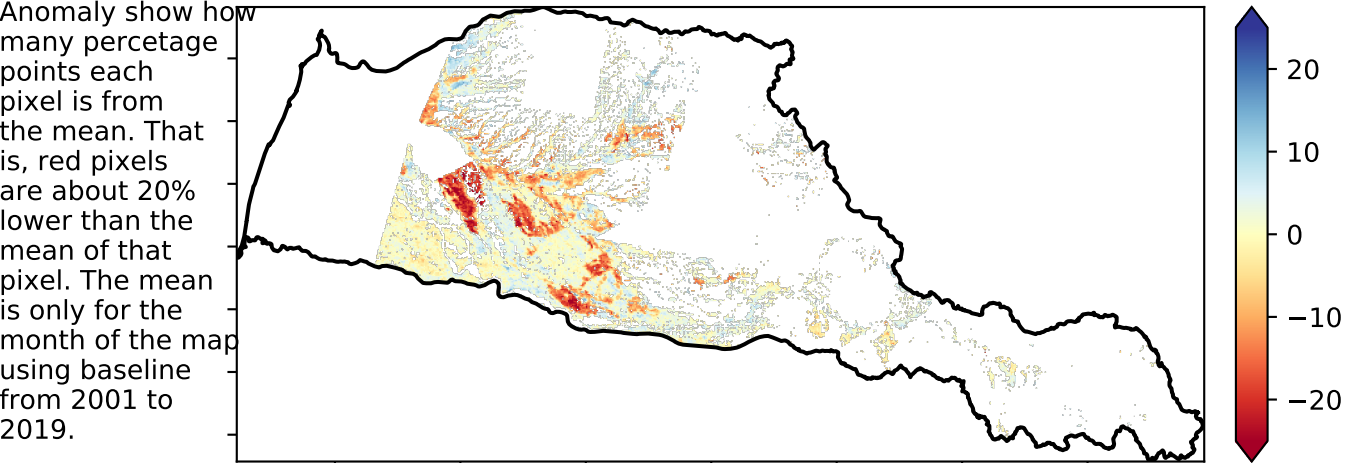 Anomaly show how
many percetage
points each
pixel is from
the mean. That
is, red pixels
are about 20%
lower than the
mean of that
pixel. The mean
is only for the
month of the map
using baseline
from 2001 to
2019.
20
10
0
−10
−20